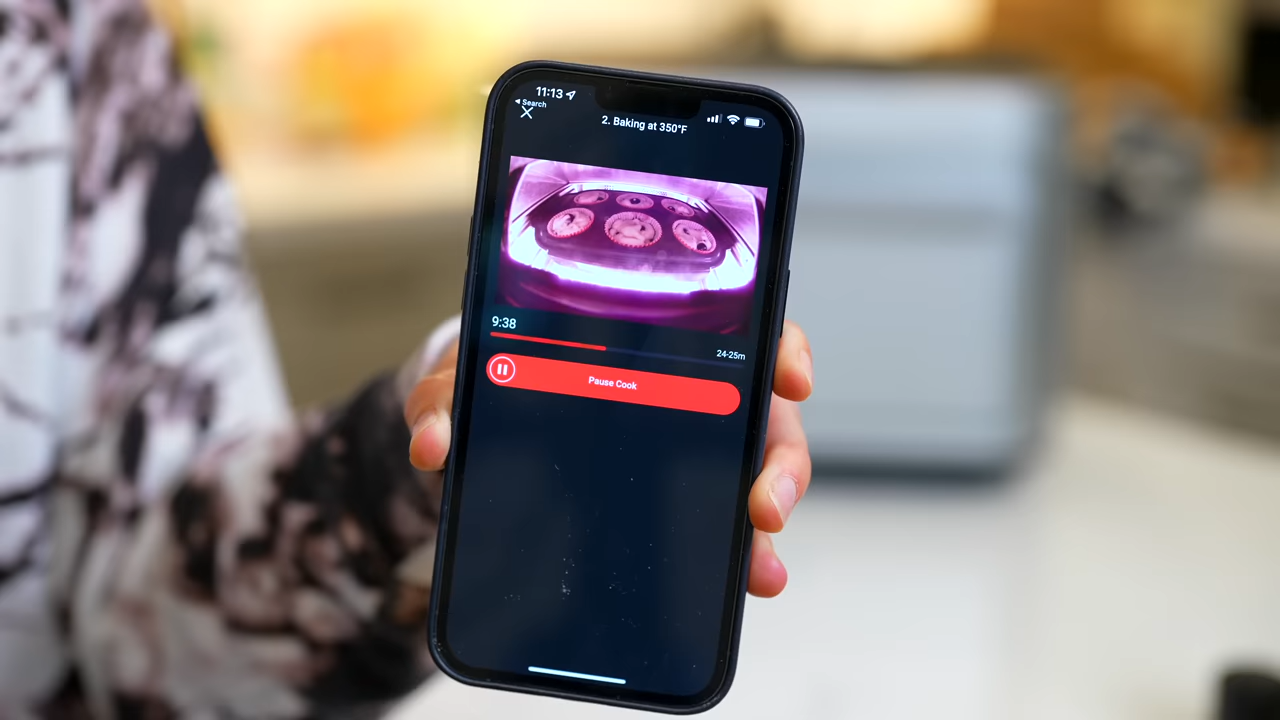 11:13
Search
2. Baking at 350°F
9:38
24-25m
Pause Cook